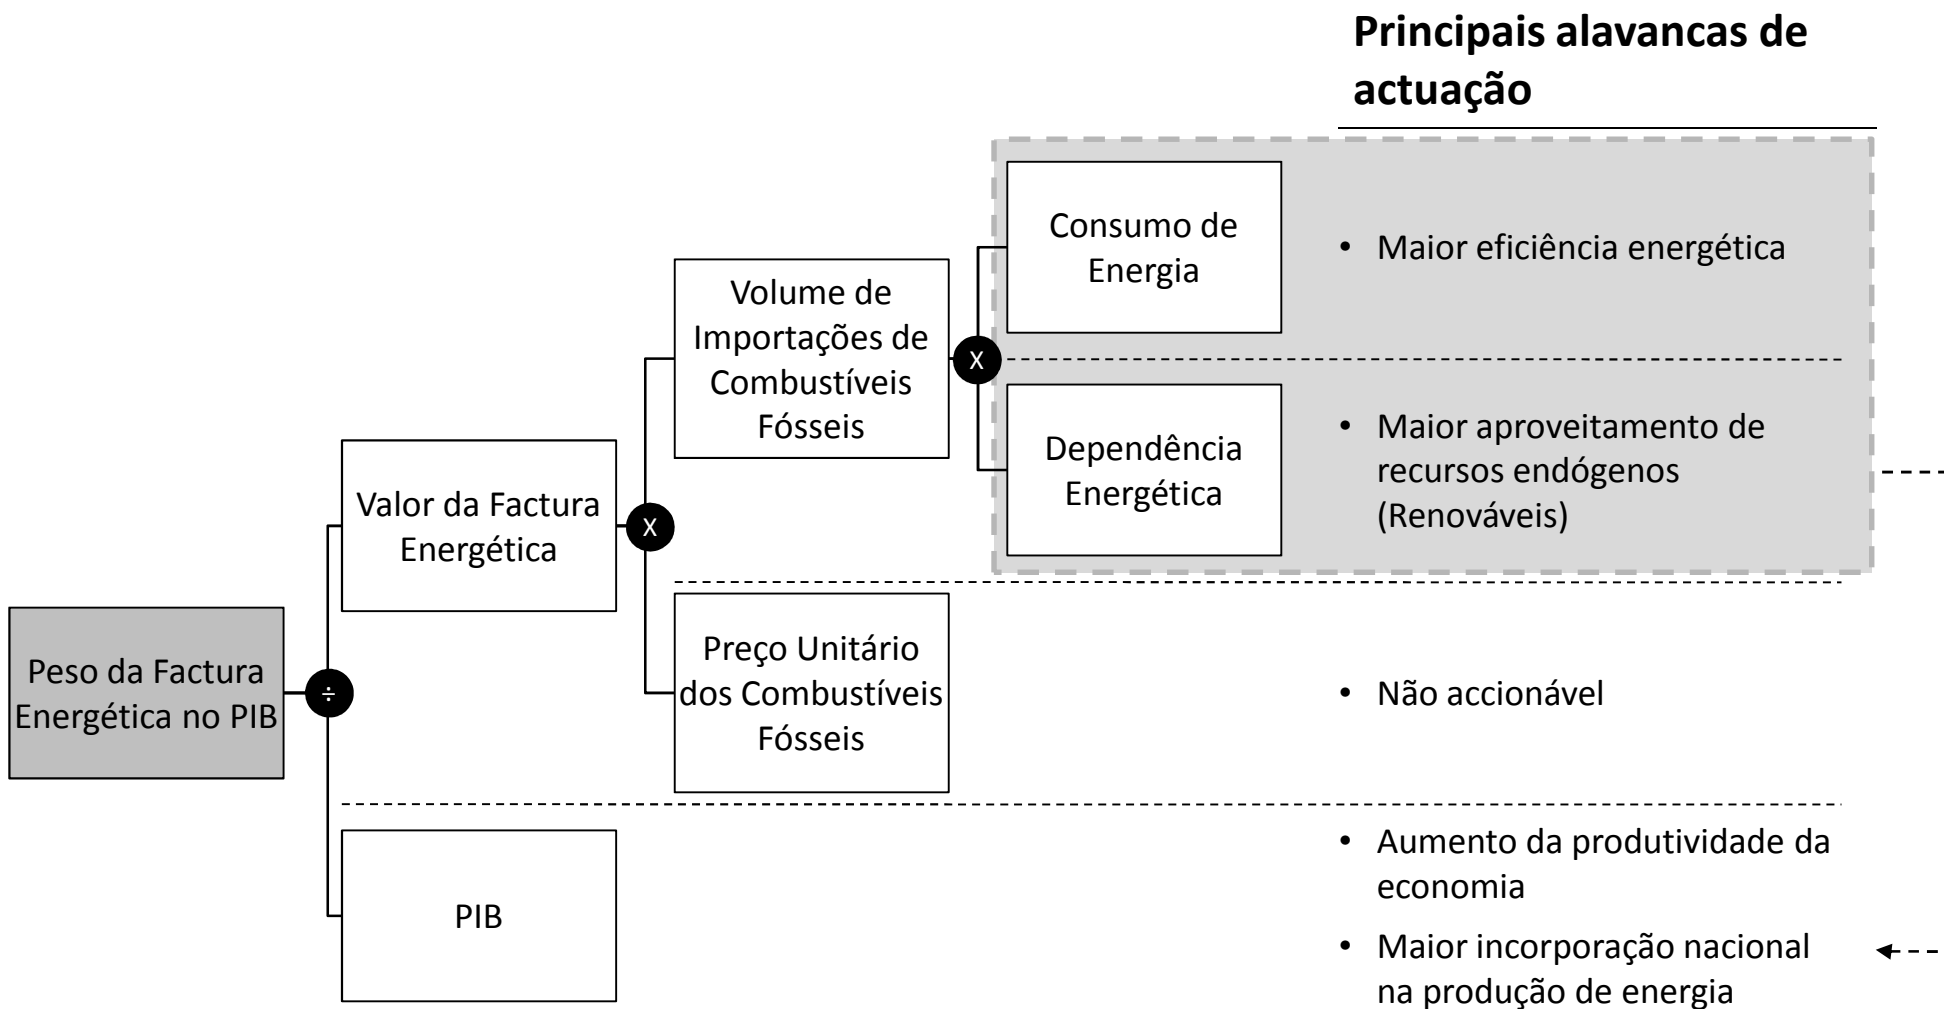 Principais alavancas de
actuação
Consumo de
Energia
• Maior eficiência energética
Volume de
Importações de
Combustíveis
Fósseis
X
Dependência
Energética
• Maior aproveitamento de
recursos endógenos
(Renováveis)
Valor da Factura
Energética
X
Preço Unitário
dos Combustíveis
Fósseis
• Não accionável
Peso da Factura
Energética no PIB
÷
PIB
• Aumento da produtividade da
economia
• Maior incorporação nacional
na produção de energia